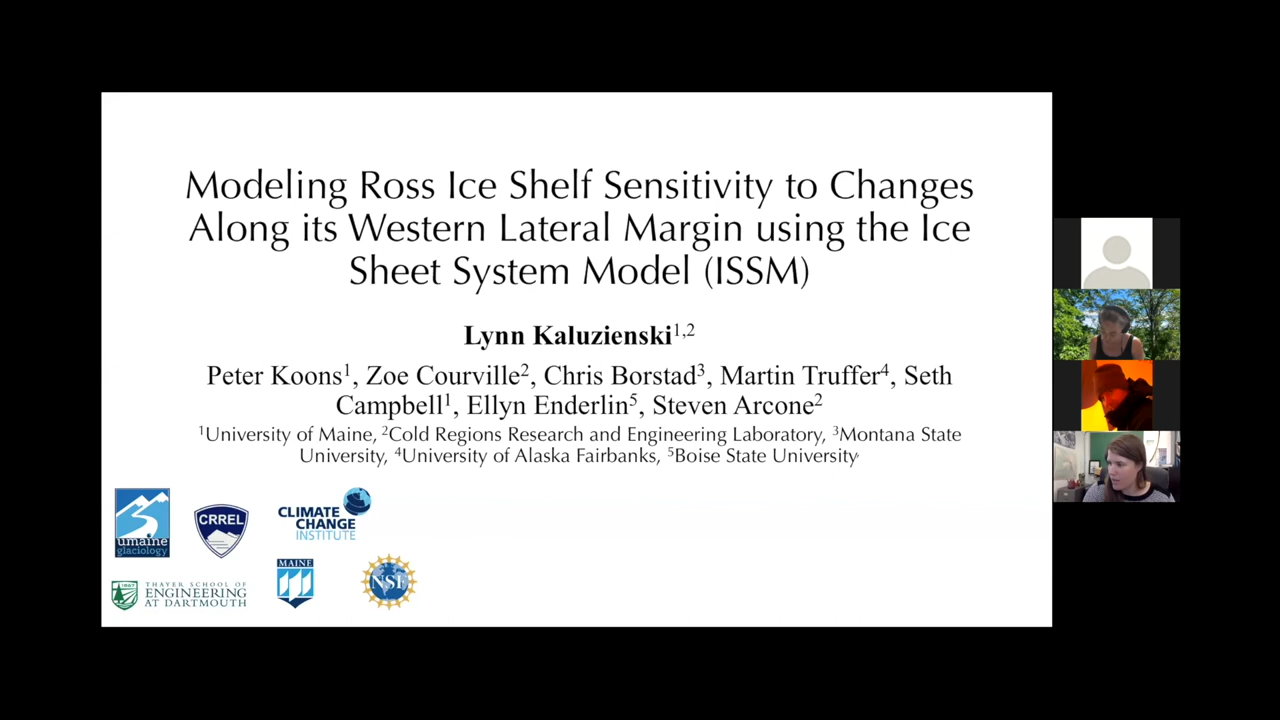 Modeling Ross Ice Shelf Sensitivity to Changes
Along its Western Lateral Margin using the Ice
Sheet System Model (ISSM)
Lynn Kaluzienski1,2
Peter Koons1, Zoe Courville2, Chris Borstad3, Martin Truffer4, Seth
Campbell1, Ellyn Enderlin5, Steven Arcone2
1University of Maine, 2Cold Regions Research and Engineering Laboratory, 3Montana State
University, 4University of Alaska Fairbanks, 5Boise State University
umaine
glaciology
CRREL
CLIMATE
CHANGE
INSTITUTE
THAYER SCHOOL OF
ENGINEERING
AT DARTMOUTH
MAINE
NSF